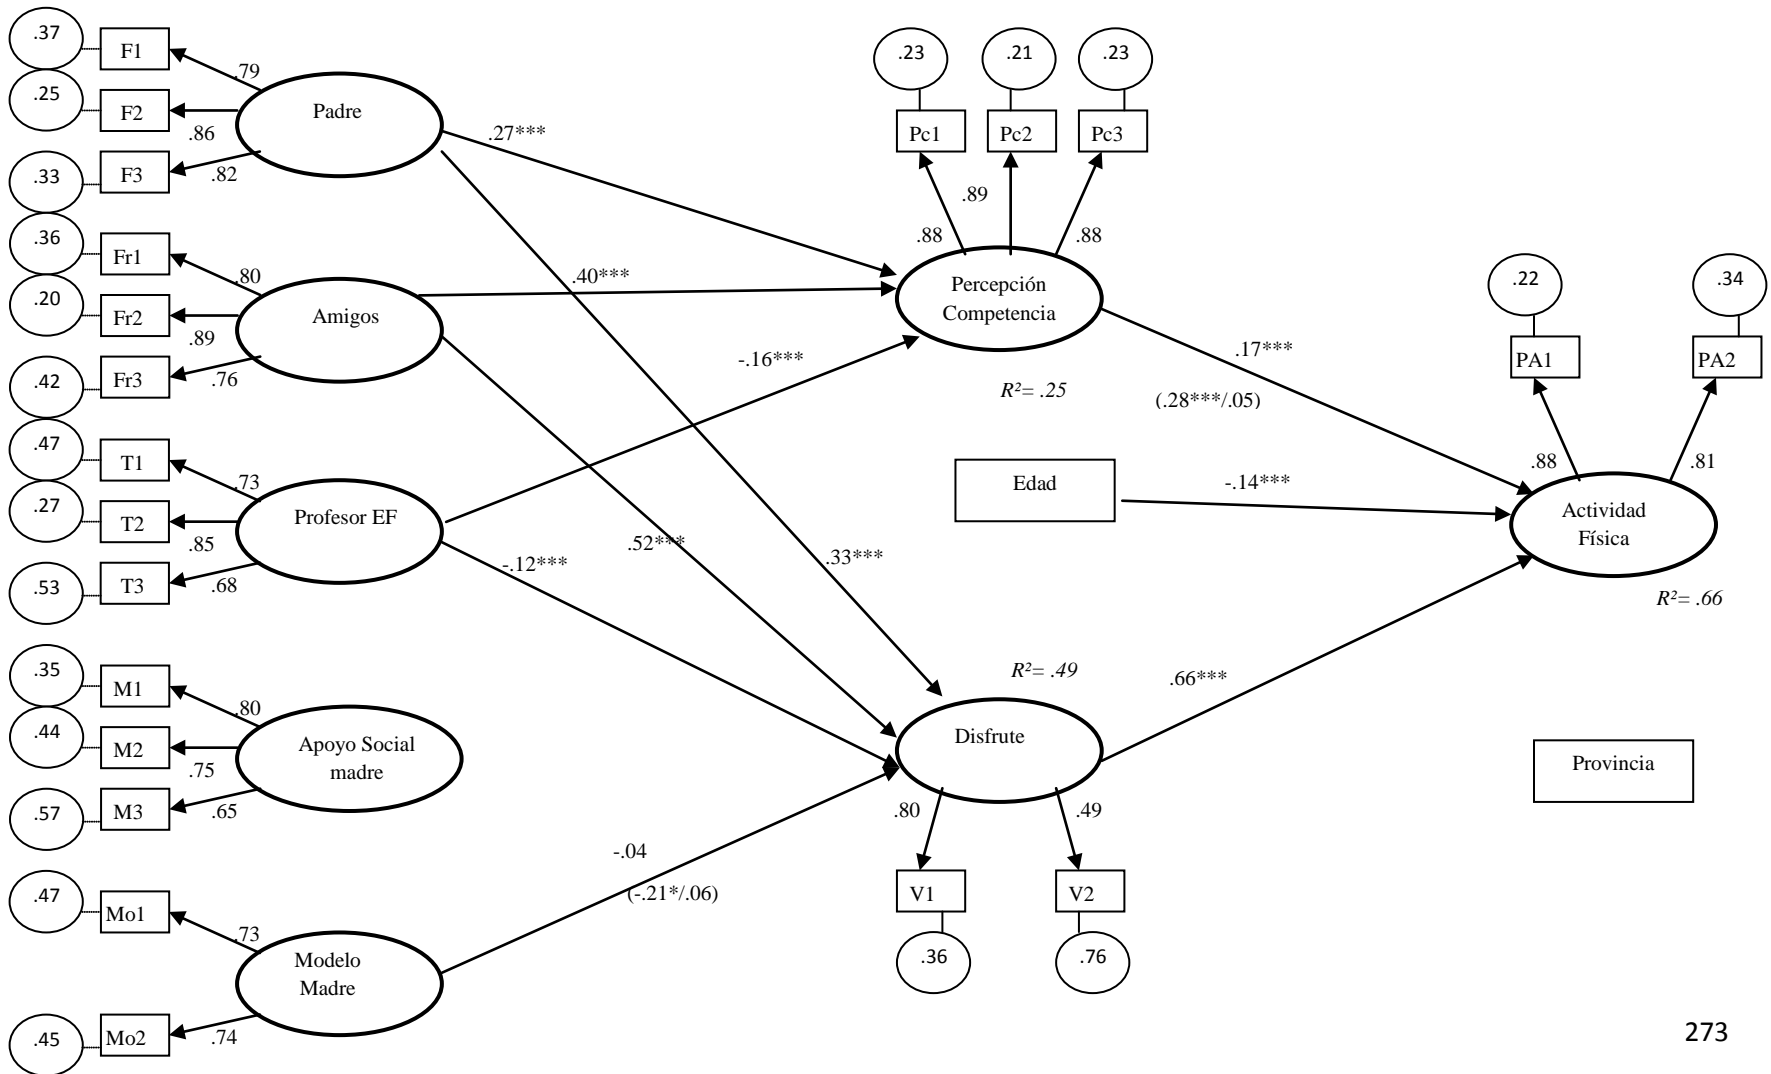 .37
F1
.79
.25
F2
.86
.33
F3
.82
Padre
.27***
.36
Fr1
.80
.20
Fr2
.89
.42
Fr3
.76
Amigos
.40***
.47
T1
.73
.27
T2
.85
.53
T3
.68
Profesor EF
-.16***
-.12***
.52***
.33***
.35
M1
.80
.44
M2
.75
.57
M3
.65
Apoyo Social
madre
.47
Mo1
.73
.45
Mo2
.74
Modelo
Madre
-.04
(-.21*/.06)
.23
.21
.23
Pc1
Pc2
Pc3
.88
.89
.88
Percepción
Competencia
R²= .25
.17***
(.28***/.05)
Edad
-.14***
R²= .49
Disfrute
.66***
.80
.49
V1
V2
.36
.76
.22
.34
PA1
PA2
.88
.81
Actividad
Física
R²= .66
Provincia
273